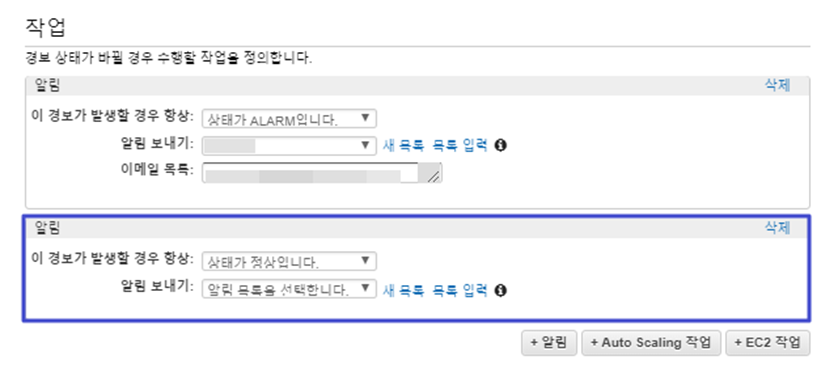 작업
경보 상태가 바뀔 경우 수행할 작업을 정의합니다.
알림 삭제
이 경보가 발생할 경우 항상: 상태가 ALARM입니다.
알림 보내기: 새 목록 목록 입력
이메일 목록:
알림 삭제
이 경보가 발생할 경우 항상: 상태가 정상입니다.
알림 보내기: 알림 목록을 선택합니다. 새 목록 목록 입력
+ 알림 + Auto Scaling 작업 + EC2 작업